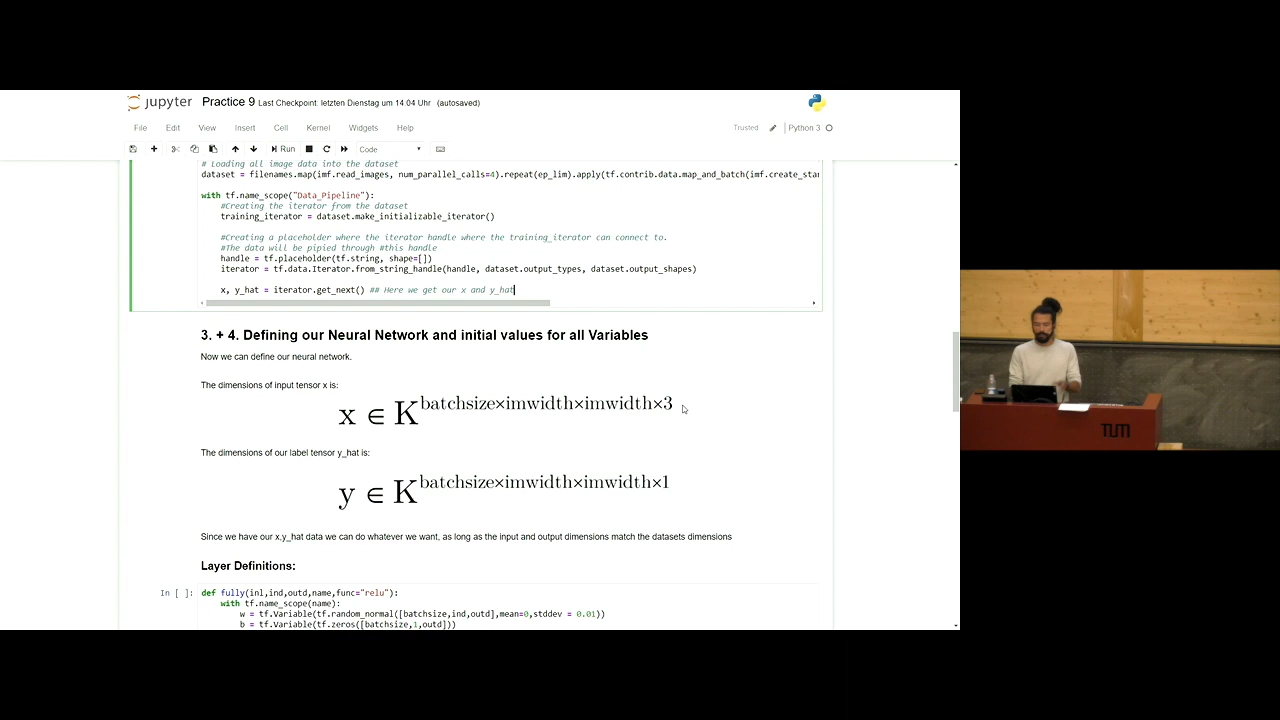 jupyter Practice 9 Last Checkpoint: letzten Dienstag um 14:04 Uhr (autosaved)
File Edit View Insert Cell Kernel Widgets Help
Trusted Python 3
Run Code
# Loading all image data into the dataset
dataset = filenames.map(imf.read_images, num_parallel_calls=4).repeat(ep_lim).apply(tf.contrib.data.map_and_batch(imf.create_star
with tf.name_scope("Data_Pipeline"):
#Creating the iterator from the dataset
training_iterator = dataset.make_initializable_iterator()
#Creating a placeholder where the iterator handle where the training_iterator can connect to.
#The data will be pipied through #this handle
handle = tf.placeholder(tf.string, shape=[])
iterator = tf.data.Iterator.from_string_handle(handle, dataset.output_types, dataset.output_shapes)
x, y_hat = iterator.get_next() ## Here we get our x and y_hat
3. + 4. Defining our Neural Network and initial values for all Variables
Now we can define our neural network.
The dimensions of input tensor x is:
x ∈ K^batchsize×imwidth×imwidth×3
The dimensions of our label tensor y_hat is:
y ∈ K^batchsize×imwidth×imwidth×1
Since we have our x,y_hat data we can do whatever we want, as long as the input and output dimensions match the datasets dimensions
Layer Definitions:
In [ ]: def fully(inl,ind,outd,name,func="relu"):
with tf.name_scope(name):
w = tf.Variable(tf.random_normal([batchsize,ind,outd],mean=0,stddev = 0.01))
b = tf.Variable(tf.zeros([batchsize,1,outd]))
TUM